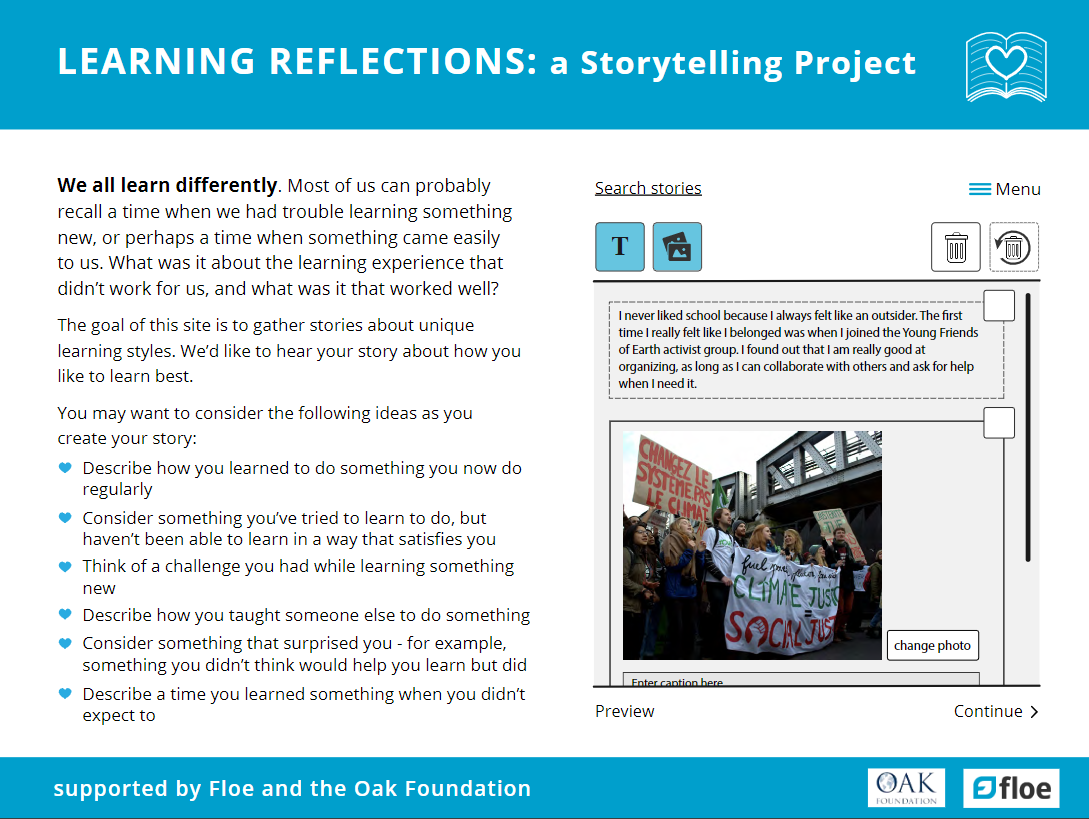 LEARNING REFLECTIONS: a Storytelling Project
We all learn differently. Most of us can probably
recall a time when we had trouble learning something
new, or perhaps a time when something came easily
to us. What was it about the learning experience that
didn’t work for us, and what was it that worked well?
The goal of this site is to gather stories about unique
learning styles. We’d like to hear your story about how you
like to learn best.
You may want to consider the following ideas as you
create your story:
Describe how you learned to do something you now do
regularly
Consider something you’ve tried to learn to do, but
haven’t been able to learn in a way that satisfies you
Think of a challenge you had while learning something
new
Describe how you taught someone else to do something
Consider something that surprised you - for example,
something you didn’t think would help you learn but did
Describe a time you learned something when you didn’t
expect to
Search stories
Menu
T
I never liked school because I always felt like an outsider. The first
time I really felt like I belonged was when I joined the Young Friends
of Earth activist group. I found out that I am really good at
organizing, as long as I can collaborate with others and ask for help
when I need it.
CHANGEZ LE
SYSTÈME PAS
LE CLIMAT
fuel
CLIMATE JUSTIC
SOCIAL JUST
change photo
Enter caption here
Preview
Continue
supported by Floe and the Oak Foundation
OAK
FOUNDATION
floe